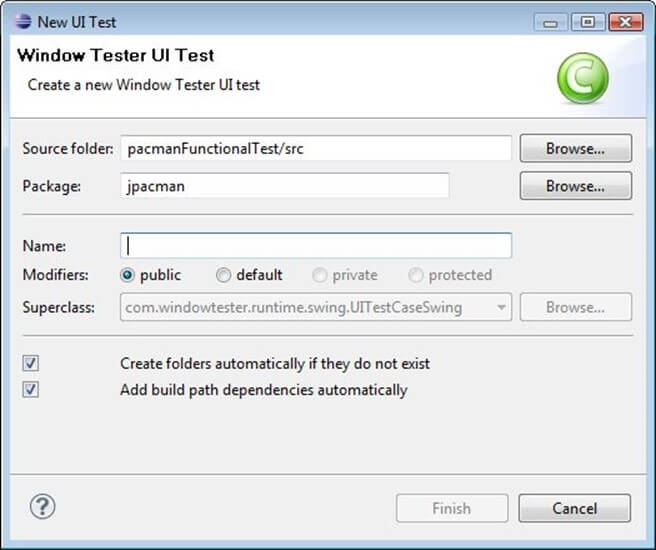 New UI Test
Window Tester UI Test
Create a new Window Tester UI test
C
Source folder: pacmanFunctionalTest/src Browse...
Package: jpacman Browse...
Name:
Modifiers: public default private protected
Superclass: com.windowtester.runtime.swing.UITestCaseSwing Browse...
Create folders automatically if they do not exist
Add build path dependencies automatically
? Finish Cancel